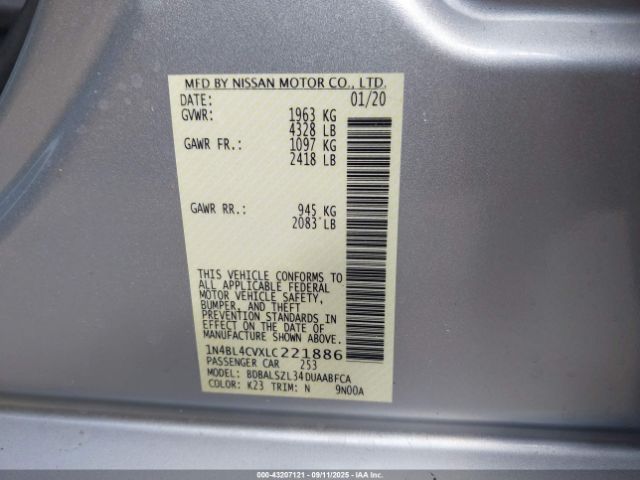 MFD BY NISSAN MOTOR CO., LTD.
DATE: 01/20
GVWR: 1963 KG
4328 LB
GAWR FR.: 1097 KG
2418 LB
GAWR RR.: 945 KG
2083 LB
THIS VEHICLE CONFORMS TO
ALL APPLICABLE FEDERAL
MOTOR VEHICLE SAFETY,
BUMPER, AND THEFT
PREVENTION STANDARDS IN
EFFECT ON THE DATE OF
MANUFACTURE SHOWN ABOVE.
1N4BL4CVXLC221886
PASSENGER CAR 253
MODEL: BDBALSZL34DUAABFCA
COLOR: K23 TRIM: N 9N00A
000-43207121 - 09/11/2025 - IAAHQ